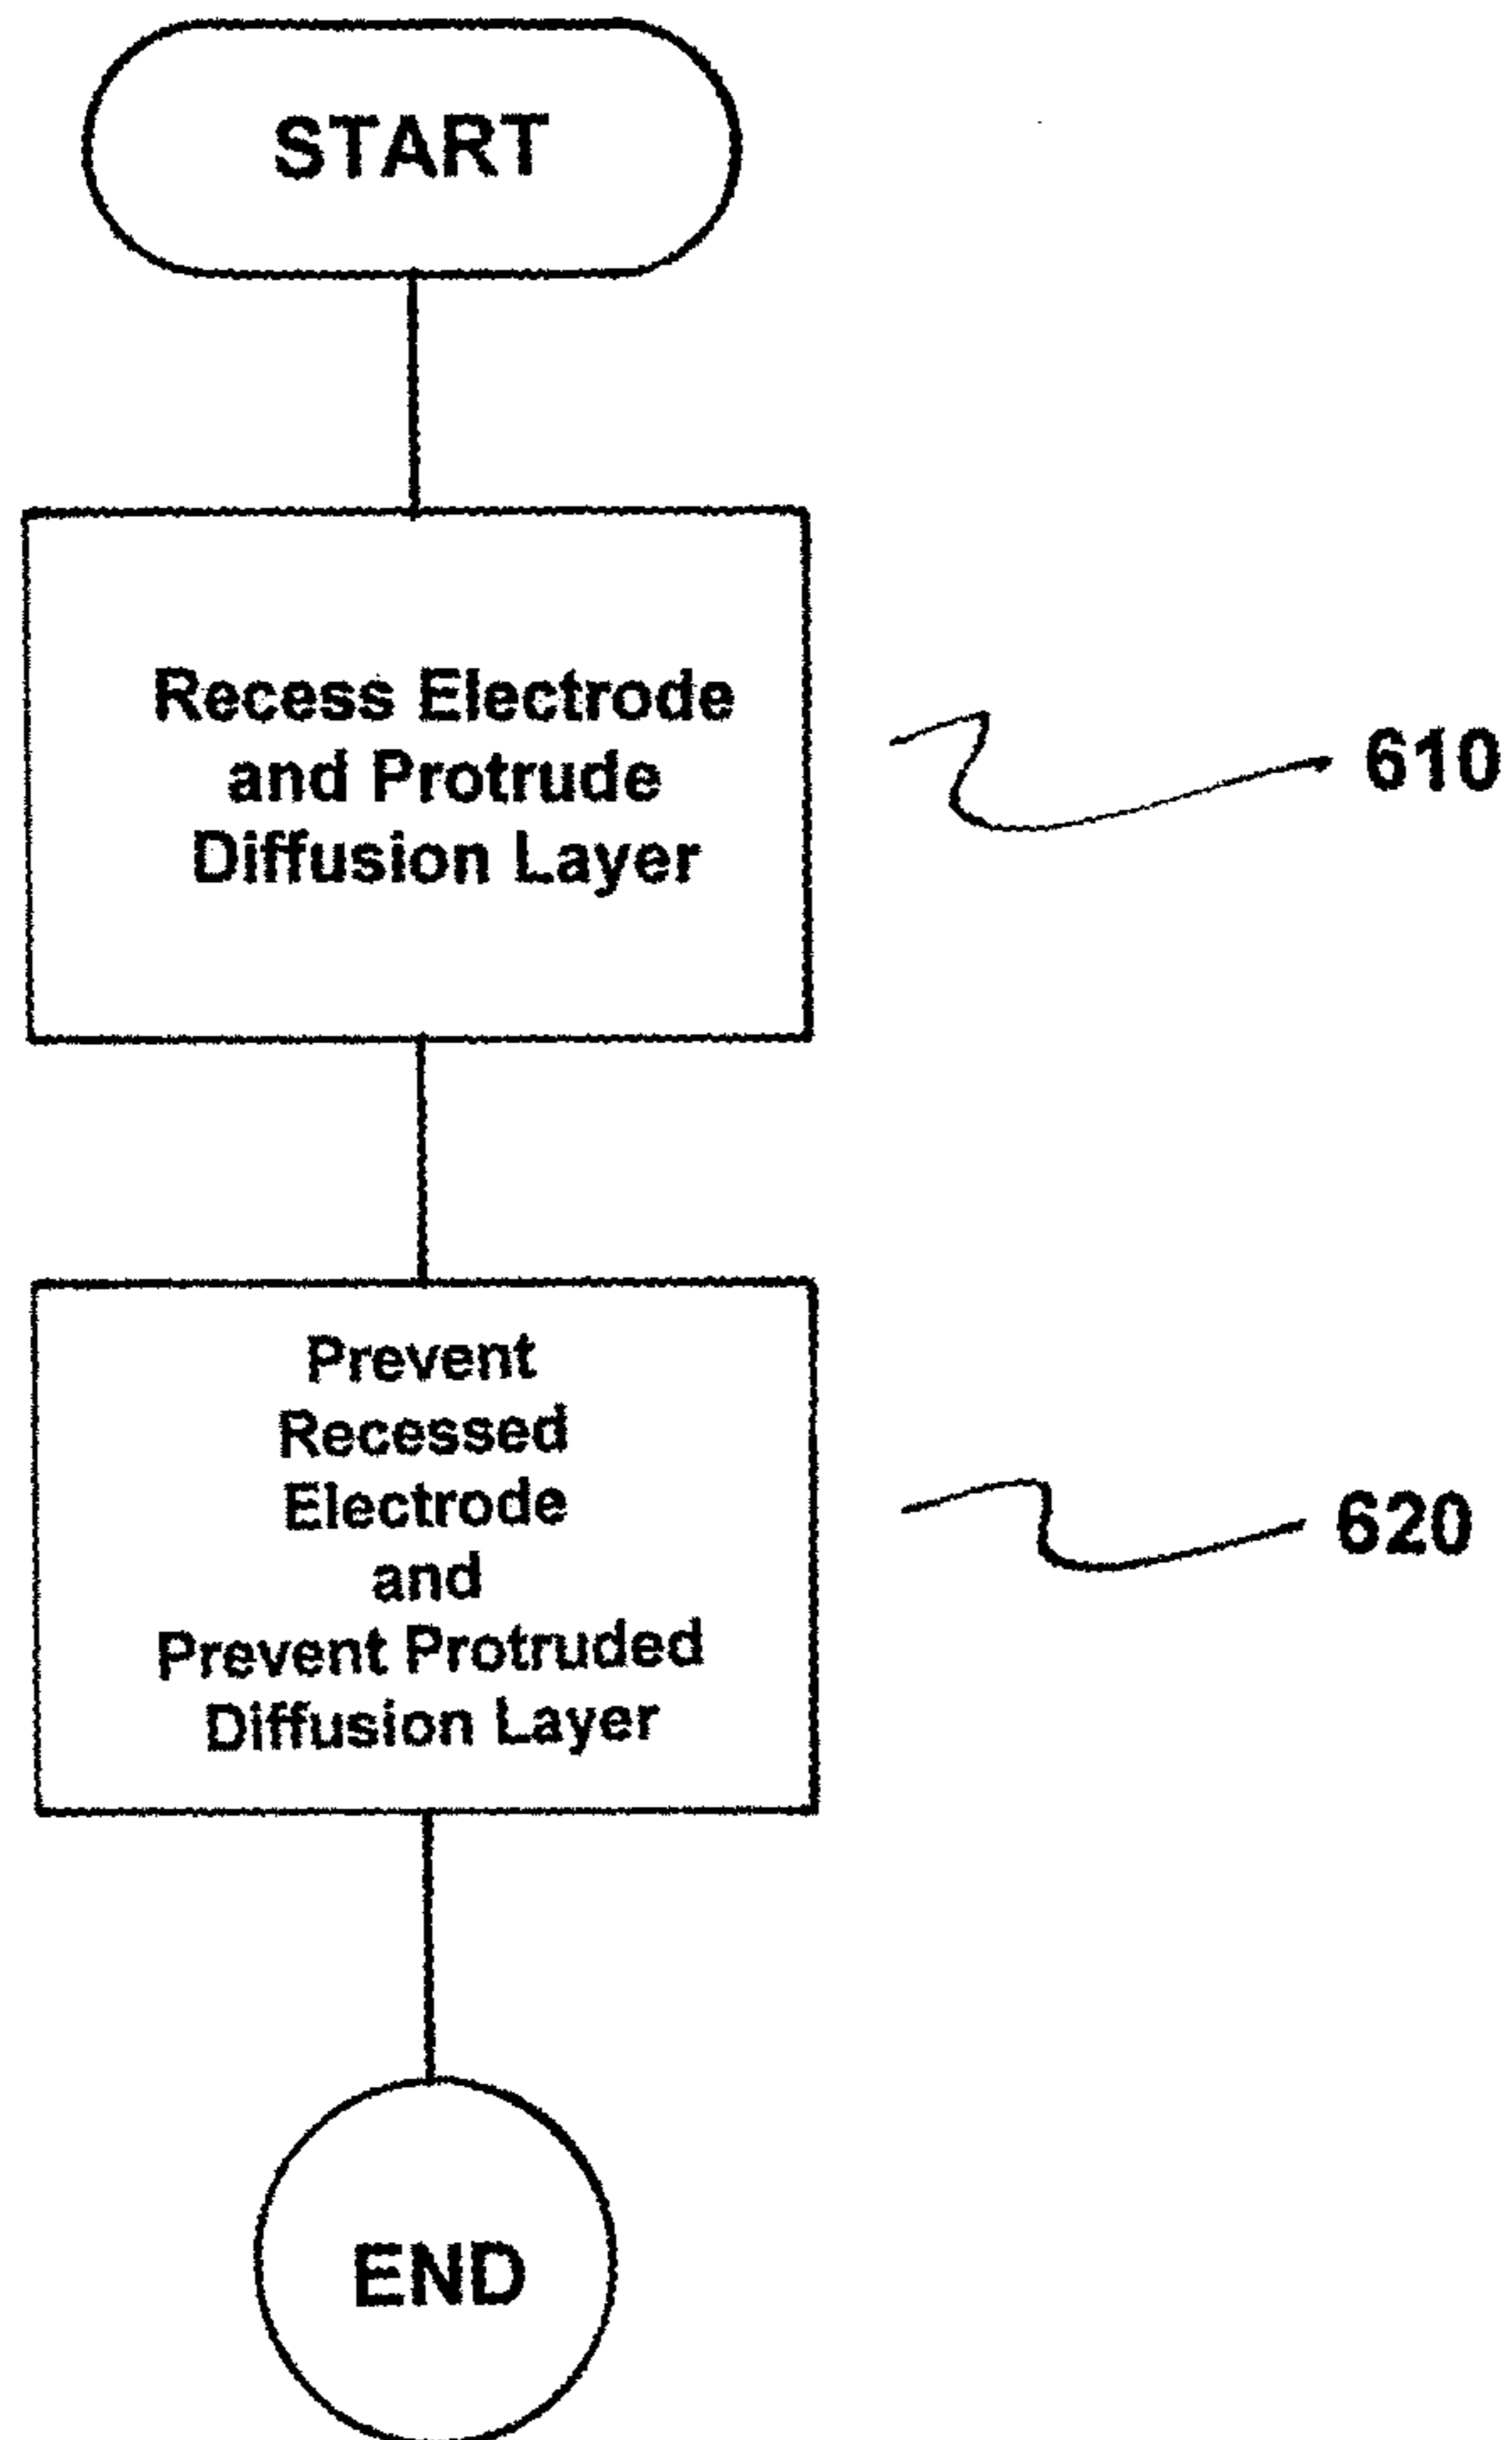 START
Recess Electrode
and Protrude
Diffusion Layer
610
Prevent
Recessed
Electrode
and
Prevent Protruded
Diffusion Layer
620
END